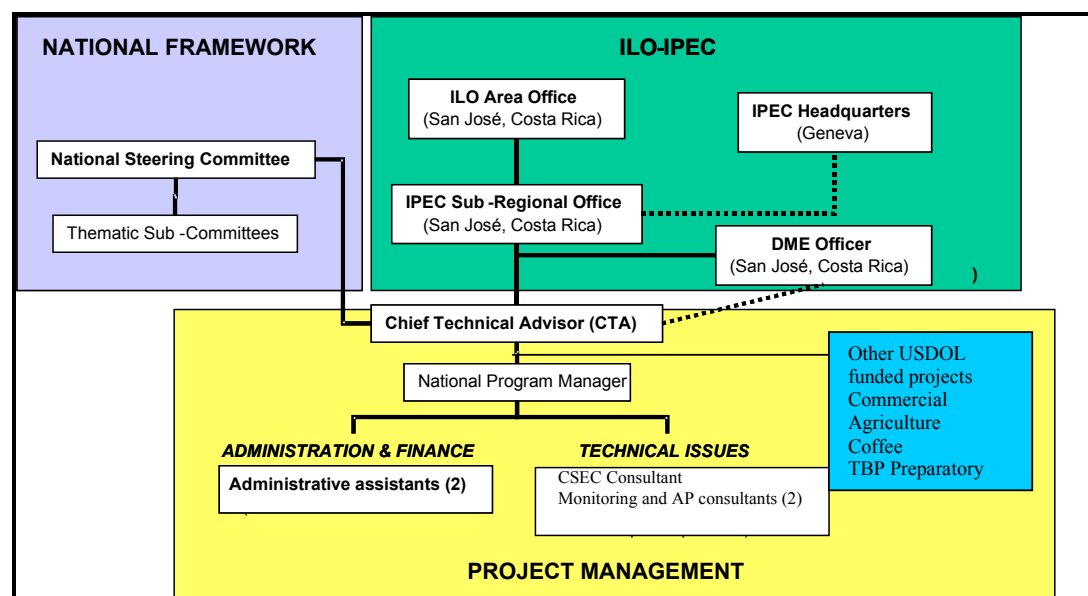 NATIONAL FRAMEWORK
National Steering Committee
Thematic Sub -Committees
ILO-IPEC
ILO Area Office
(San José, Costa Rica)
IPEC Headquarters
(Geneva)
IPEC Sub -Regional Office
(San José, Costa Rica)
DME Officer
(San José, Costa Rica)
)
Chief Technical Advisor (CTA)
National Program Manager
Other USDOL
funded projects
Commercial
Agriculture
Coffee
TBP Preparatory
ADMINISTRATION & FINANCE
Administrative assistants (2)
TECHNICAL ISSUES
CSEC Consultant
Monitoring and AP consultants (2)
PROJECT MANAGEMENT